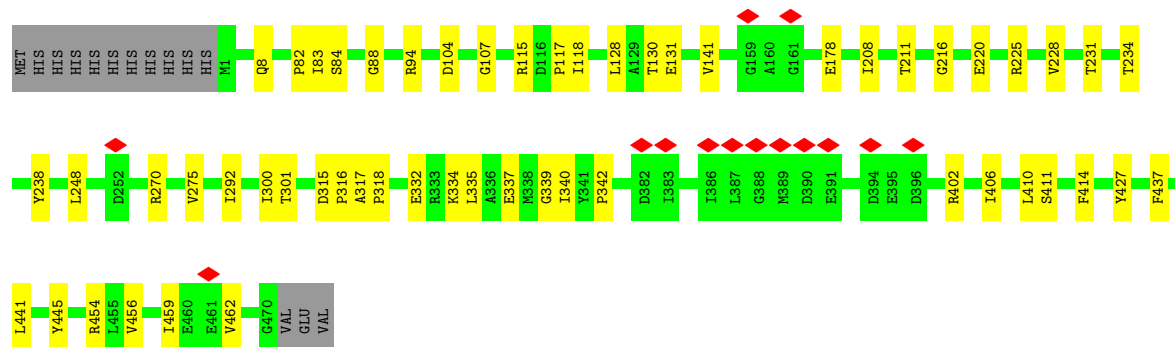 MET HIS HIS HIS HIS HIS HIS HIS HIS HIS HIS M1 Q8 P82 I83 S84 G88 R94 D104 G107 R115 D116 P117 I118 L128 A129 T130 E131 V141 G159 A160 G161 E178 I208 T211 G216 E220 R225 V228 T231 T234
Y238 L248 D252 R270 V275 I292 I300 T301 D315 P316 A317 P318 E332 R333 K334 L335 A336 E337 M338 G339 I340 Y341 P342 D382 I383 I386 L387 G388 M389 D390 E391 D394 E395 D396 R402 I406 L410 S411 F414 Y427 F437
L441 Y445 R454 L455 V456 I459 E460 E461 V462 G470 VAL GLU VAL